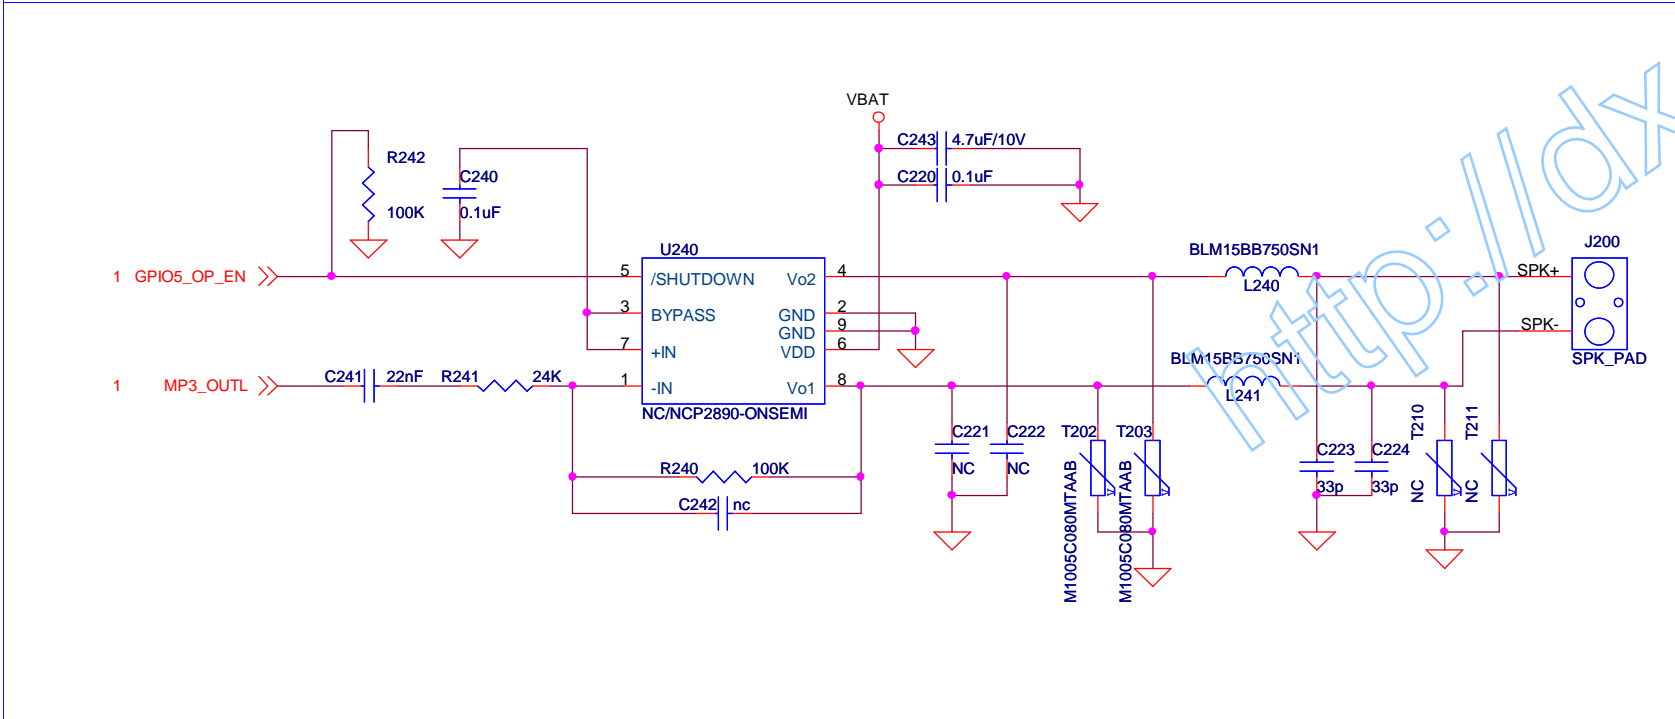 VBAT
C243 4.7uF/10V
R242
C220 0.1uF
C240
100K
0.1uF
U240
BLM15BB750SN1
J200
1 GPIO5_OP_EN
5 /SHUTDOWN Vo2 4
L240
SPK+
3 BYPASS GND 2
GND 9
SPK-
7 +IN VDD 6
BLM15BB750SN1
SPK_PAD
1 MP3_OUTL
C241 22nF R241 24K
1 -IN Vo1 8
L241
NC/NCP2890-ONSEMI
C221 C222 T202 T203
T210 T211
C223 C224
R240 100K
NC NC
33p 33p
NC NC
C242 nc
M1005C080MTAAB M1005C080MTAAB
http://dx